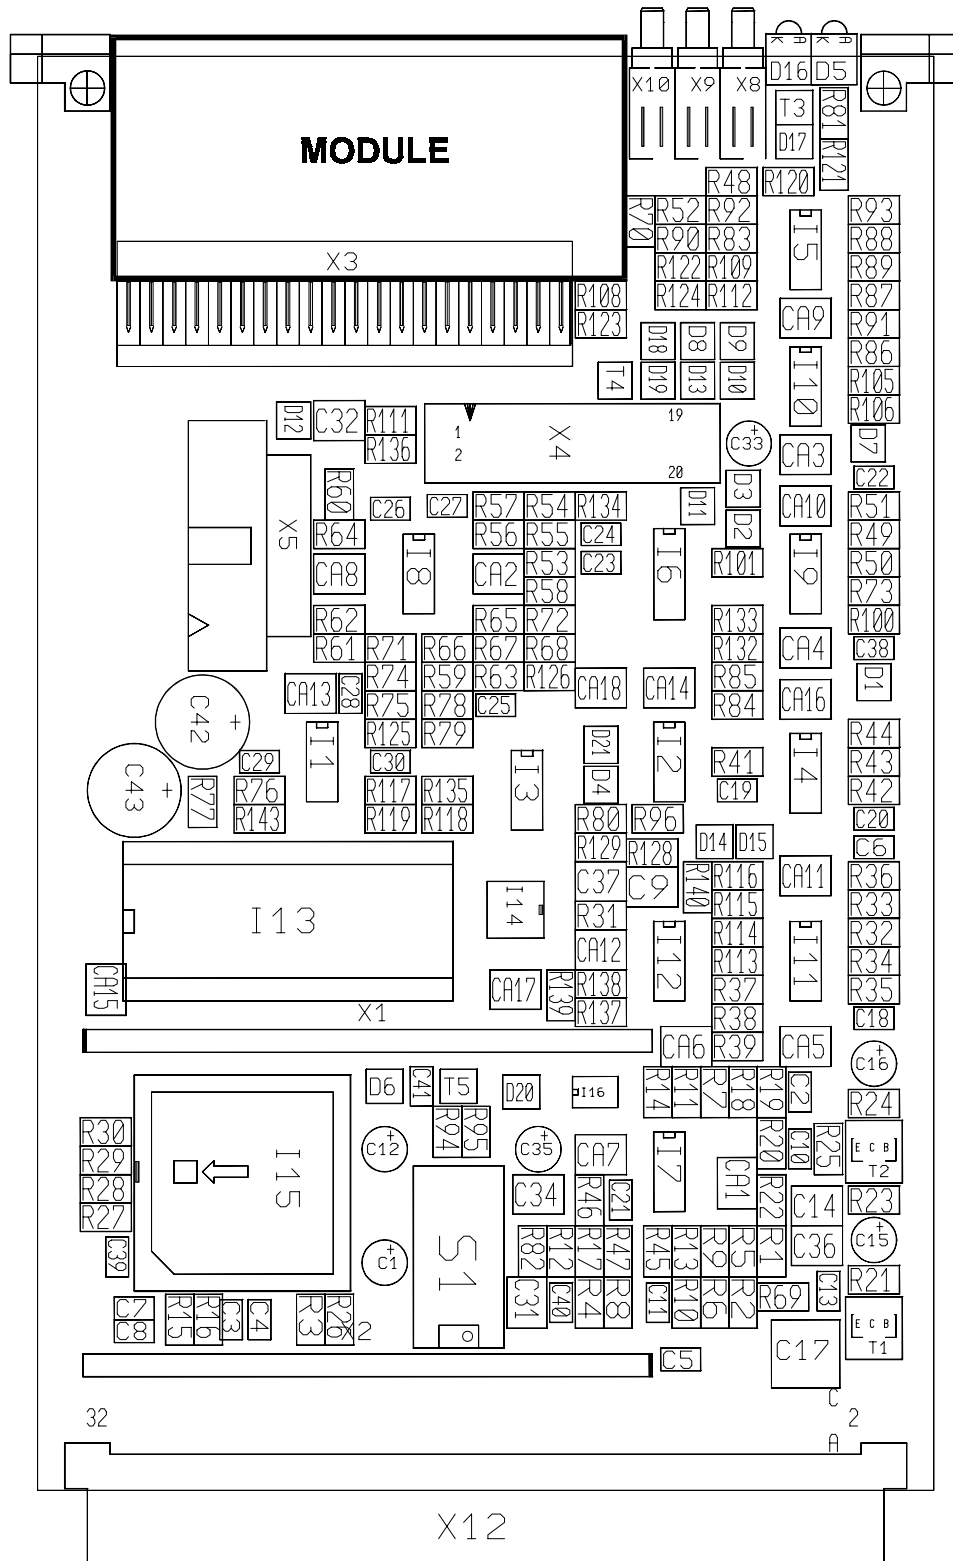 X10 X9 X8 K A K A
D16 D5
T3 R81
D17 R121
MODULE
R48 R120
R70 R52 R92 I5 R93
R90 R83 R88
X3 R122 R109 R89
R108 R124 R112 R87
R123 CA9 R91
D18 D8 D9 I10 R86
T4 D19 D13 D10 R105
R106
D12 C32 R111 1 X4 19 C33 + CA3 D7
R136 2 20 C22
R60 C26 C27 R57 R54 R134 D11 D3 CA10 R51
X5 R64 I8 R56 R55 C24 I6 D2 I9 R49
CA8 CA2 R53 C23 R101 R50
R58 R73
R62 R65 R72 R133 R100
R61 R71 R66 R67 R68 R132 CA4 C38
CA13 C28 R74 R59 R63 R126 CA18 CA14 R85 CA16 D1
C42 + R75 R78 C25 R84
I1 R125 R79 I3 D21 I2 I4 R44
C29 C30 R41 R43
C43 + R77 R76 R117 R135 D4 C19 R42
R143 R119 R118 R80 R96 C20
R129 R128 D14 D15 C6
I13 I14 C37 C9 R140 R116 CA11 R36
R31 R115 R33
CA12 I12 R114 I11 R32
CA15 CA17 R139 R138 R113 R34
X1 R137 R37 R35
R38 C18
CA6 R39 CA5 C16 +
D6 C41 T5 D20 I16 R14 R11 R7 R18 R19 C2 R24
R30 R94 R95
R29 C12 + C35 + CA7 I7 R20 C10 R25 E C B
T2
R28 I15 C34 R46 C21 CA1 R22 C14 R23
R27
C39 C1 + S1 R82 R12 R17 R47 R45 R13 R9 R5 R1 C36 C15 +
C7 R15 R16 C3 C4 R3 R26 C31 C40 R4 R8 C11 R10 R6 R2 R69 C13 R21
C8 X2 E C B
T1
C5 C17
C
32 2
A
X12